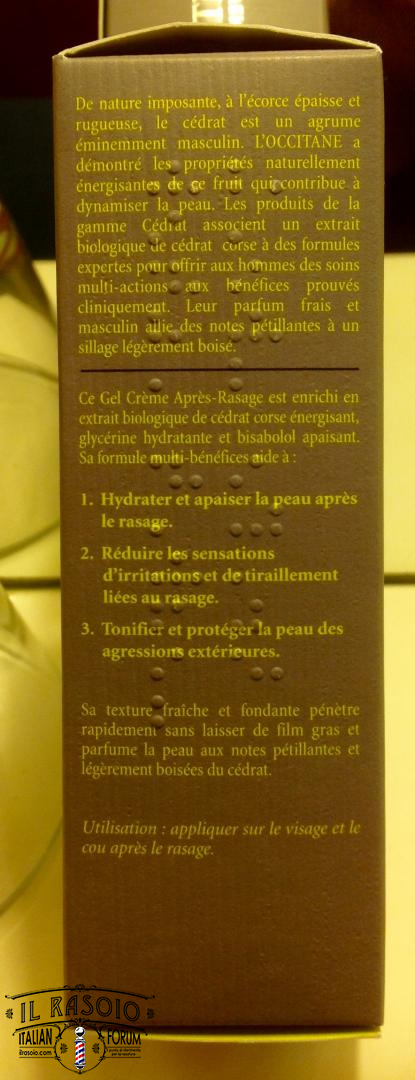 De nature imposante, à l'écorce épaisse et
rugueuse, le cédrat est un agrume
éminemment masculin. L'OCCITANE a
démontré les propriétés naturellement
énergisantes de ce fruit qui contribue à
dynamiser la peau. Les produits de la
gamme Cédrat associent un extrait
biologique de cédrat corse à des formules
expertes pour offrir aux hommes des soins
multi-actions aux bénéfices prouvés
cliniquement. Leur parfum frais et
masculin allie des notes pétillantes à un
sillage légèrement boisé.
Ce Gel Crème Après-Rasage est enrichi en
extrait biologique de cédrat corse énergisant,
glycérine hydratante et bisabolol apaisant.
Sa formule multi-bénéfices aide à :
1. Hydrater et apaiser la peau après
le rasage.
2. Réduire les sensations
d'irritations et de tiraillement
liées au rasage.
3. Tonifier et protéger la peau des
agressions extérieures.
Sa texture fraîche et fondante pénètre
rapidement sans laisser de film gras et
parfume la peau aux notes pétillantes et
légèrement boisées du cédrat.
Utilisation : appliquer sur le visage et le
cou après le rasage.
IL RASOIO
ITALIAN FORUM
ilrasoio.com